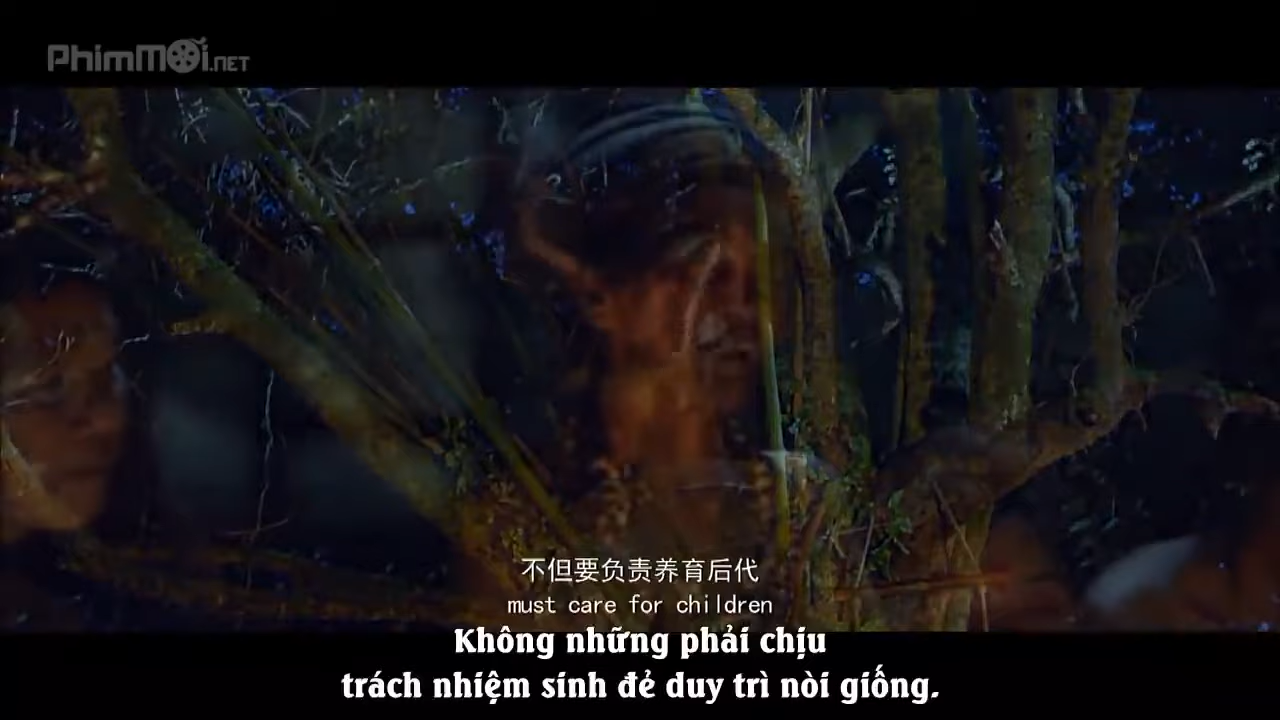 PhimMới.NET
不但要负责养育后代
must care for children
Không những phải chịu
trách nhiệm sinh đẻ duy trì nòi giống.